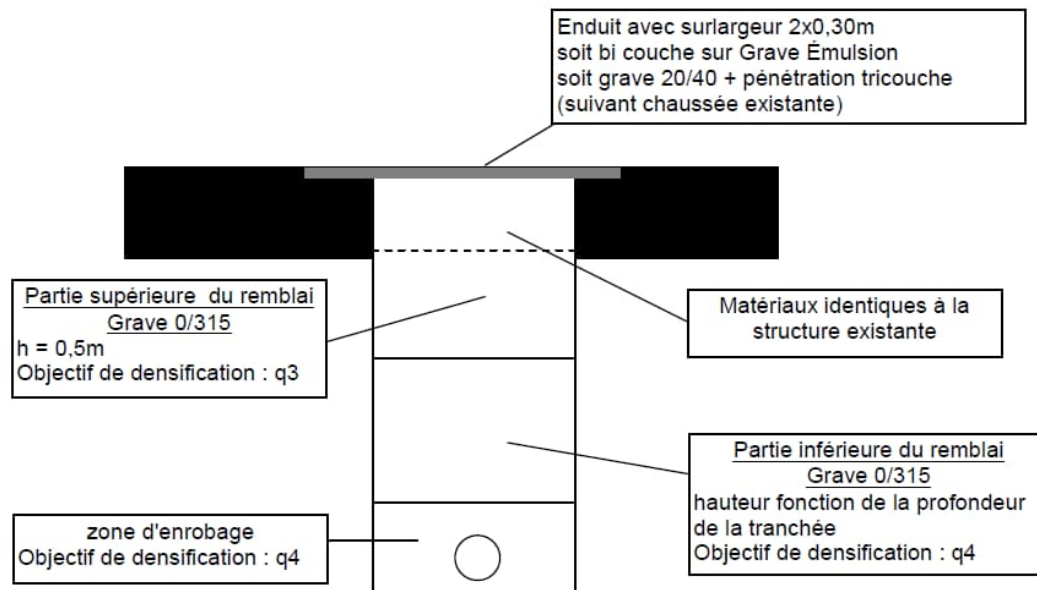 Enduit avec surlargeur 2x0,30m
soit bi couche sur Grave Émulsion
soit grave 20/40 + pénétration tricouche
(suivant chaussée existante)
Partie supérieure du remblai
Grave 0/315
h = 0,5m
Objectif de densification : q3
Matériaux identiques à la
structure existante
Partie inférieure du remblai
Grave 0/315
hauteur fonction de la profondeur
de la tranchée
Objectif de densification : q4
zone d'enrobage
Objectif de densification : q4